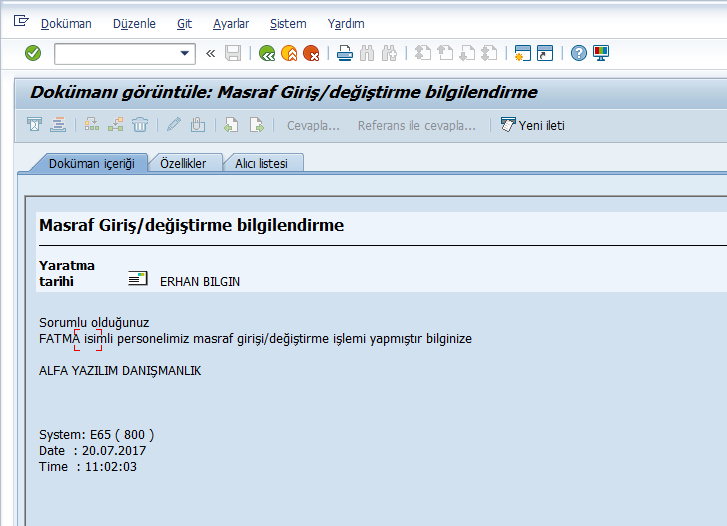 Doküman Düzenle Git Ayarlar Sistem Yardım
Dokümanı görüntüle: Masraf Giriş/değiştirme bilgilendirme
Cevapla... Referans ile cevapla... Yeni ileti
Doküman içeriği Özellikler Alıcı listesi
Masraf Giriş/değiştirme bilgilendirme
Yaratma
tarihi ERHAN BILGIN
Sorumlu olduğunuz
FATMA isimli personelimiz masraf girişi/değiştirme işlemi yapmıştır bilginize
ALFA YAZILIM DANIŞMANLIK
System: E65 ( 800 )
Date : 20.07.2017
Time : 11:02:03